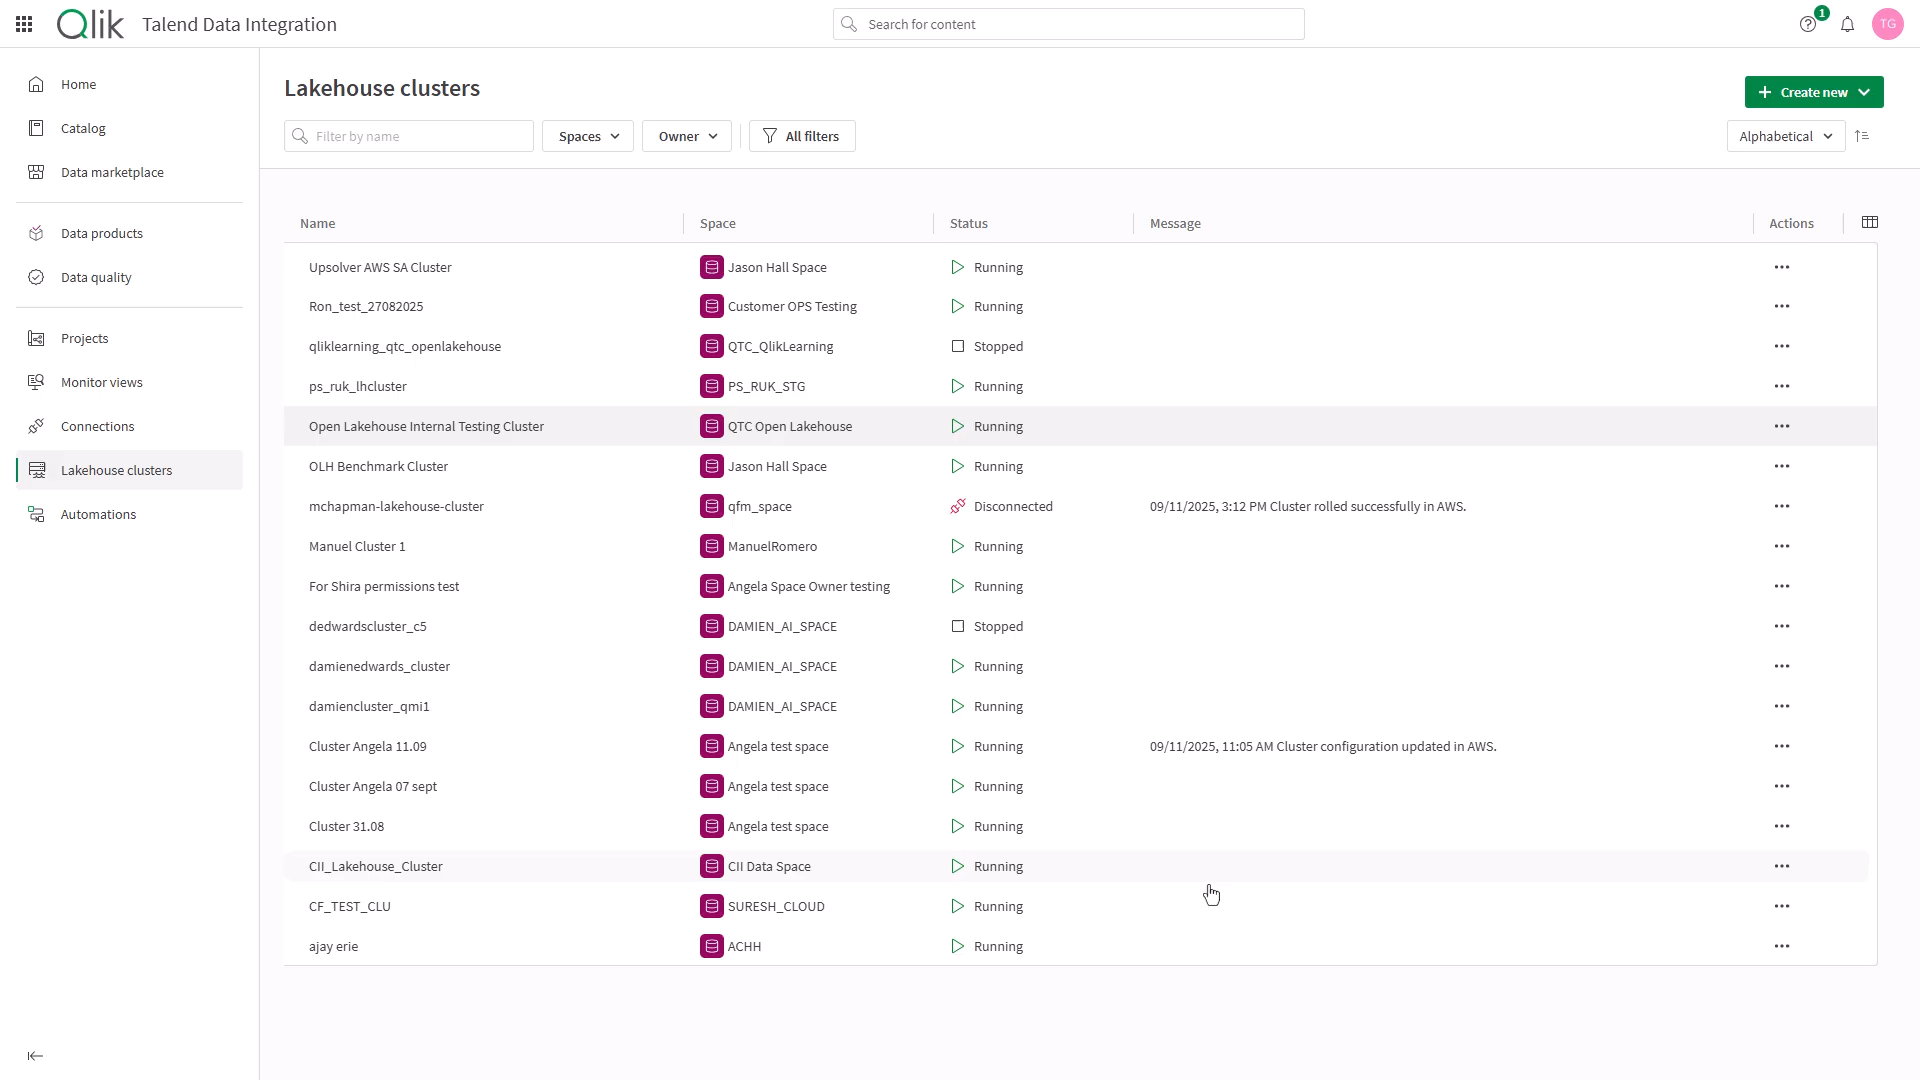 Qlik Talend Data Integration
Search for content
1
TG
Home
Catalog
Data marketplace
Data products
Data quality
Projects
Monitor views
Connections
Lakehouse clusters
Automations
Lakehouse clusters
Create new
Filter by name
Spaces
Owner
All filters
Alphabetical
Name Space Status Message Actions
Upsolver AWS SA Cluster Jason Hall Space Running
Ron_test_27082025 Customer OPS Testing Running
qliklearning_qtc_openlakehouse QTC_QlikLearning Stopped
ps_ruk_lhcluster PS_RUK_STG Running
Open Lakehouse Internal Testing Cluster QTC Open Lakehouse Running
OLH Benchmark Cluster Jason Hall Space Running
mchapman-lakehouse-cluster qfm_space Disconnected 09/11/2025, 3:12 PM Cluster rolled successfully in AWS.
Manuel Cluster 1 ManuelRomero Running
For Shira permissions test Angela Space Owner testing Running
dedwardscluster_c5 DAMIEN_AI_SPACE Stopped
damienedwards_cluster DAMIEN_AI_SPACE Running
damiencluster_qmi1 DAMIEN_AI_SPACE Running
Cluster Angela 11.09 Angela test space Running 09/11/2025, 11:05 AM Cluster configuration updated in AWS.
Cluster Angela 07 sept Angela test space Running
Cluster 31.08 Angela test space Running
CII_Lakehouse_Cluster CII Data Space Running
CF_TEST_CLU SURESH_CLOUD Running
ajay erie ACHH Running